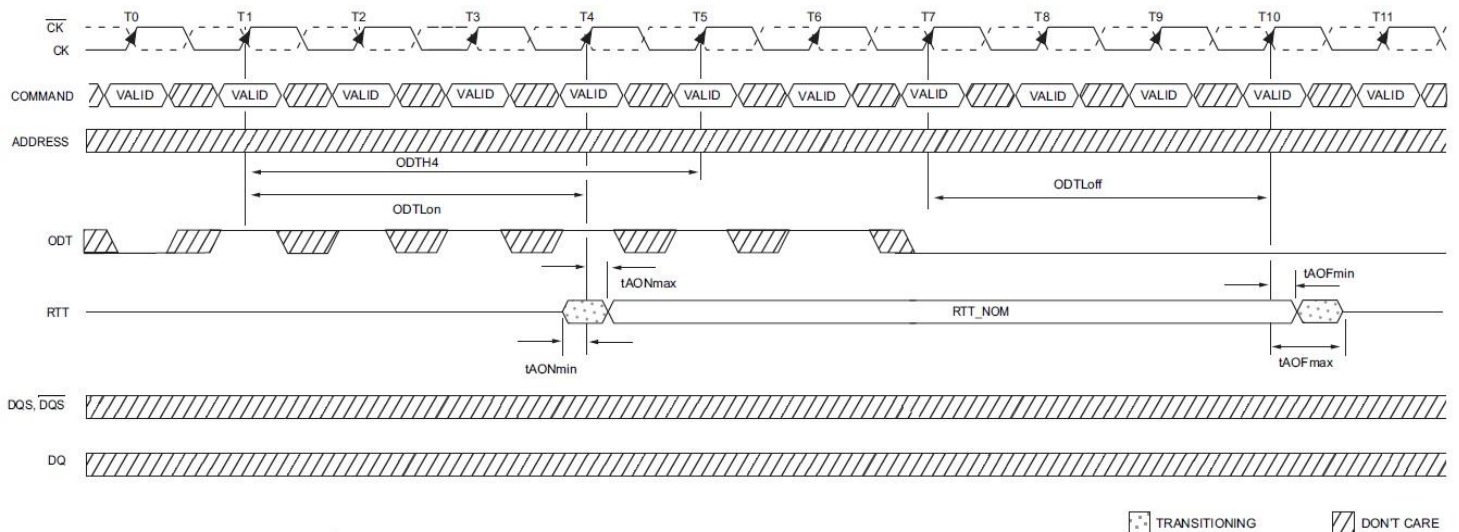 T0 T1 T2 T3 T4 T5 T6 T7 T8 T9 T10 T11
CK
CK
COMMAND VALID VALID VALID VALID VALID VALID VALID VALID VALID VALID VALID VALID
ADDRESS
ODTH4
ODTLoff
ODTLon
ODT
tAONmax
tAOFmin
RTT RTT_NOM
tAONmin
tAOFmax
DQS, DQS
DQ
TRANSITIONING DON'T CARE